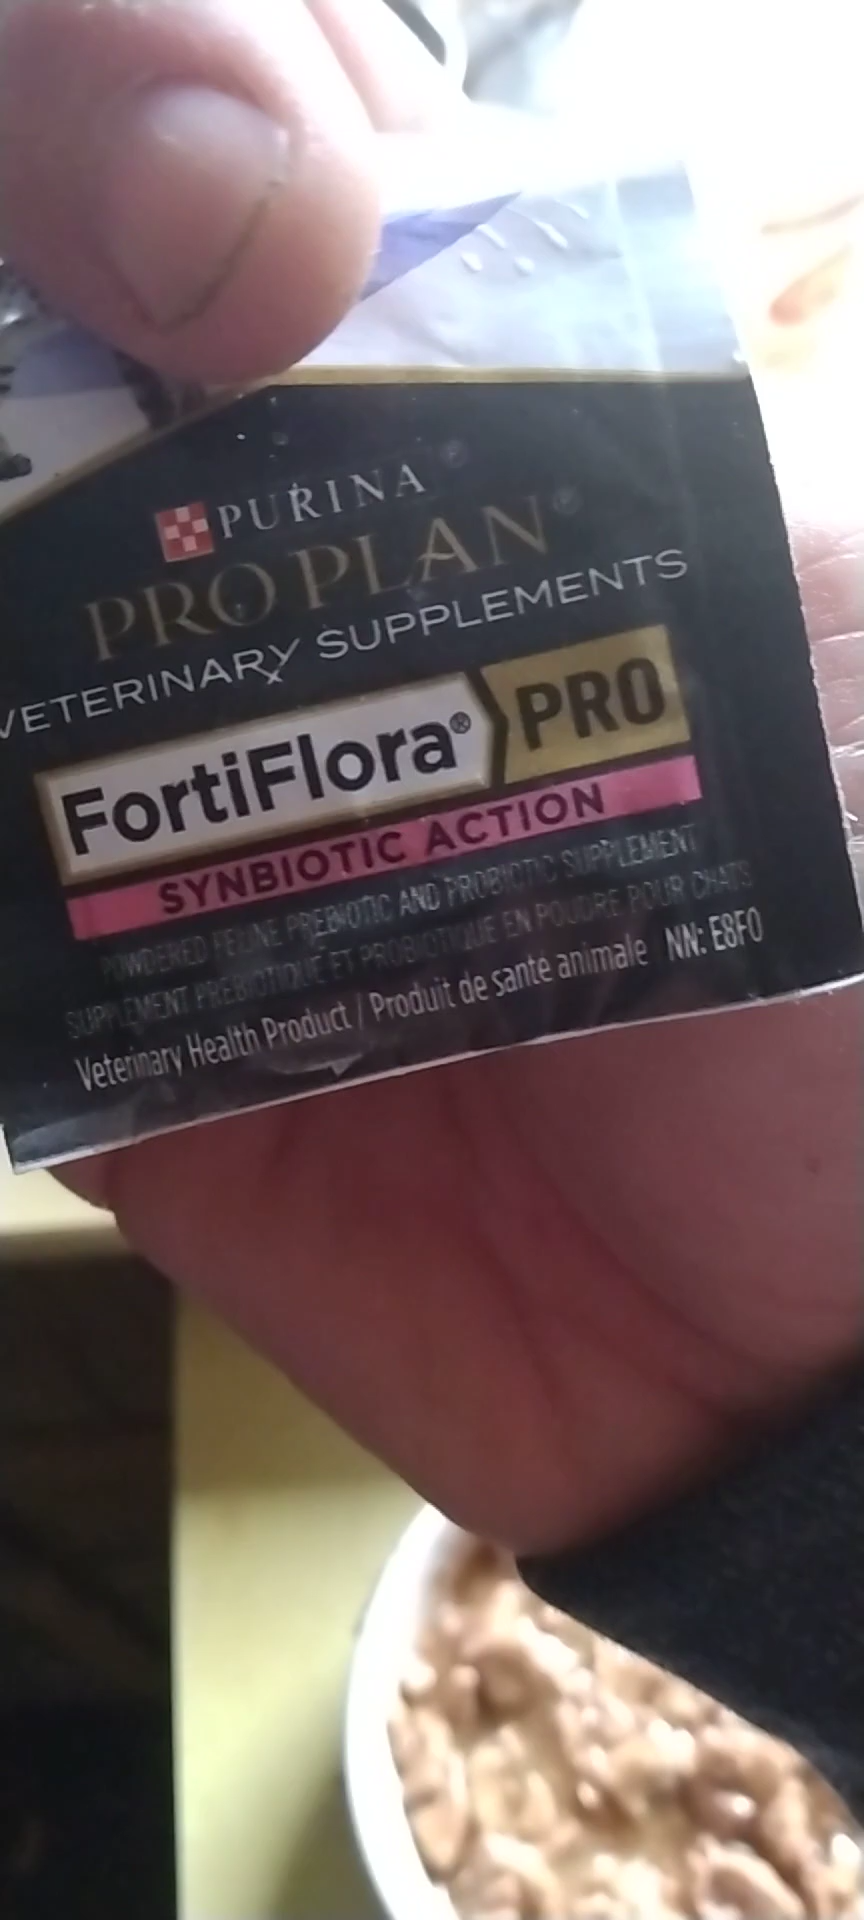 PURINA®
PRO PLAN®
VETERINARY SUPPLEMENTS
FortiFlora® PRO
SYNBIOTIC ACTION
POWDERED FELINE PREBIOTIC AND PROBIOTIC SUPPLEMENT
SUPPLÉMENT PRÉBIOTIQUE ET PROBIOTIQUE EN POUDRE POUR CHATS
Veterinary Health Product / Produit de santé animale NN: E8F0